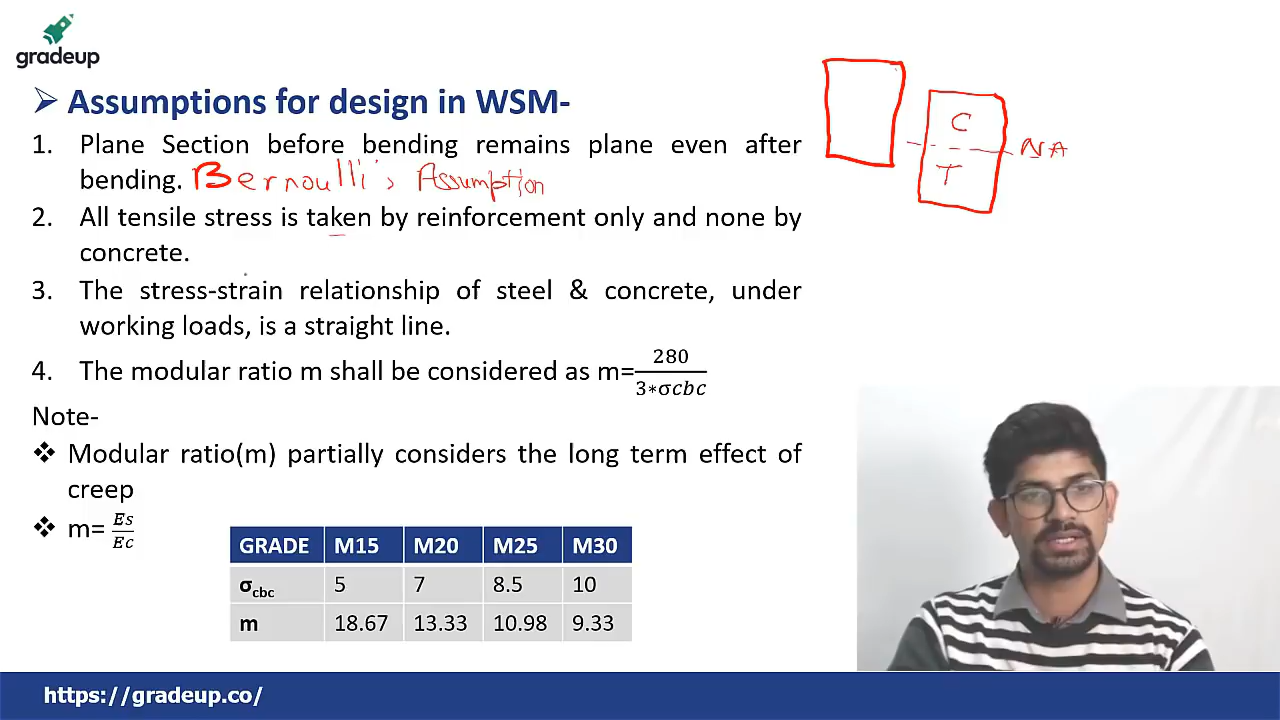 gradeup
Assumptions for design in WSM-
1. Plane Section before bending remains plane even after
bending. Bernoulli's Assumption
2. All tensile stress is taken by reinforcement only and none by
concrete.
3. The stress-strain relationship of steel & concrete, under
working loads, is a straight line.
4. The modular ratio m shall be considered as m=280/3*σcbc
Note-
❖ Modular ratio(m) partially considers the long term effect of
creep
❖ m= Es/Ec
GRADE M15 M20 M25 M30
σcbc 5 7 8.5 10
m 18.67 13.33 10.98 9.33
C
NA
T
https://gradeup.co/